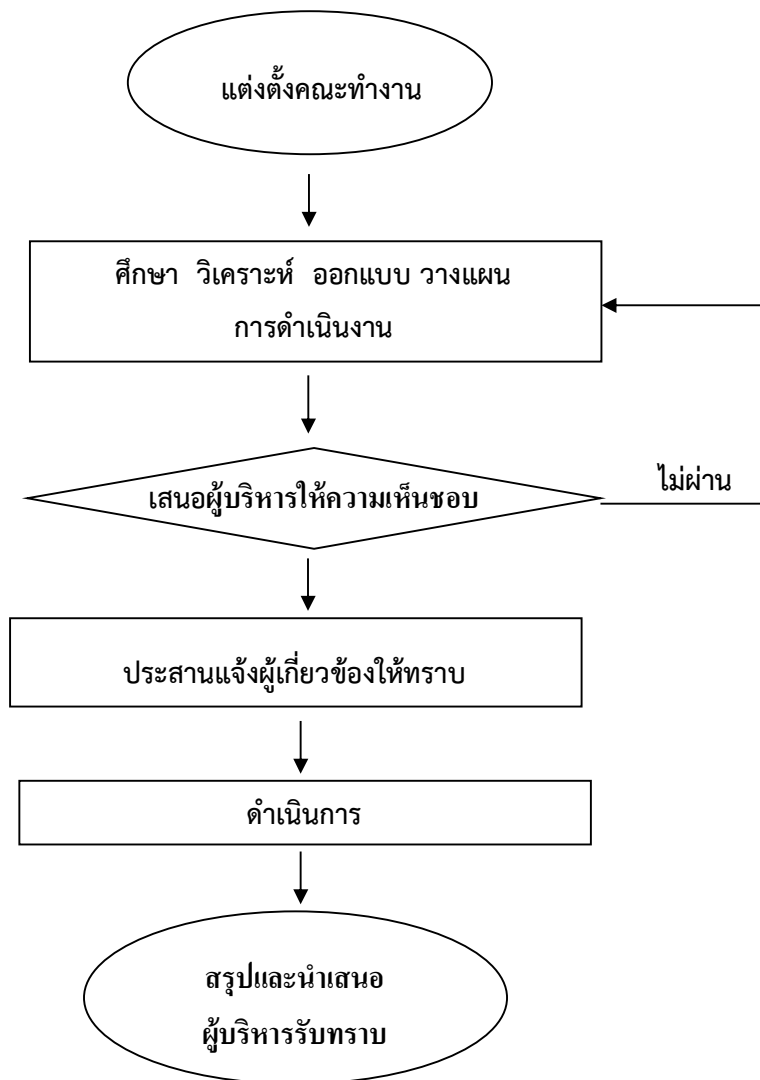 แต่งตั้งคณะทำงาน
ศึกษา วิเคราะห์ ออกแบบ วางแผน
การดำเนินงาน
เสนอผู้บริหารให้ความเห็นชอบ
ไม่ผ่าน
ประสานแจ้งผู้เกี่ยวข้องให้ทราบ
ดำเนินการ
สรุปและนำเสนอ
ผู้บริหารรับทราบ